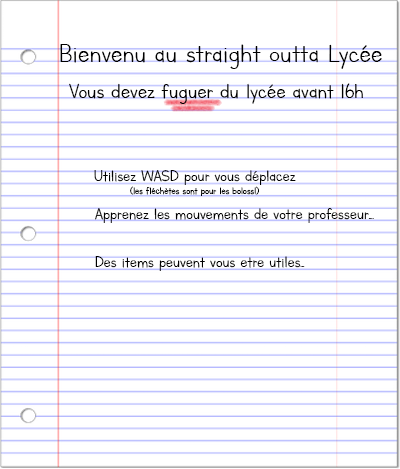 Bienvenu au straight outta Lycée
Vous devez fuguer du lycée avant 16h
Utilisez WASD pour vous déplacez
(les fléchètes sont pour les boloss!)
Apprenez les mouvements de votre professeur...
Des items peuvent vous etre utiles...